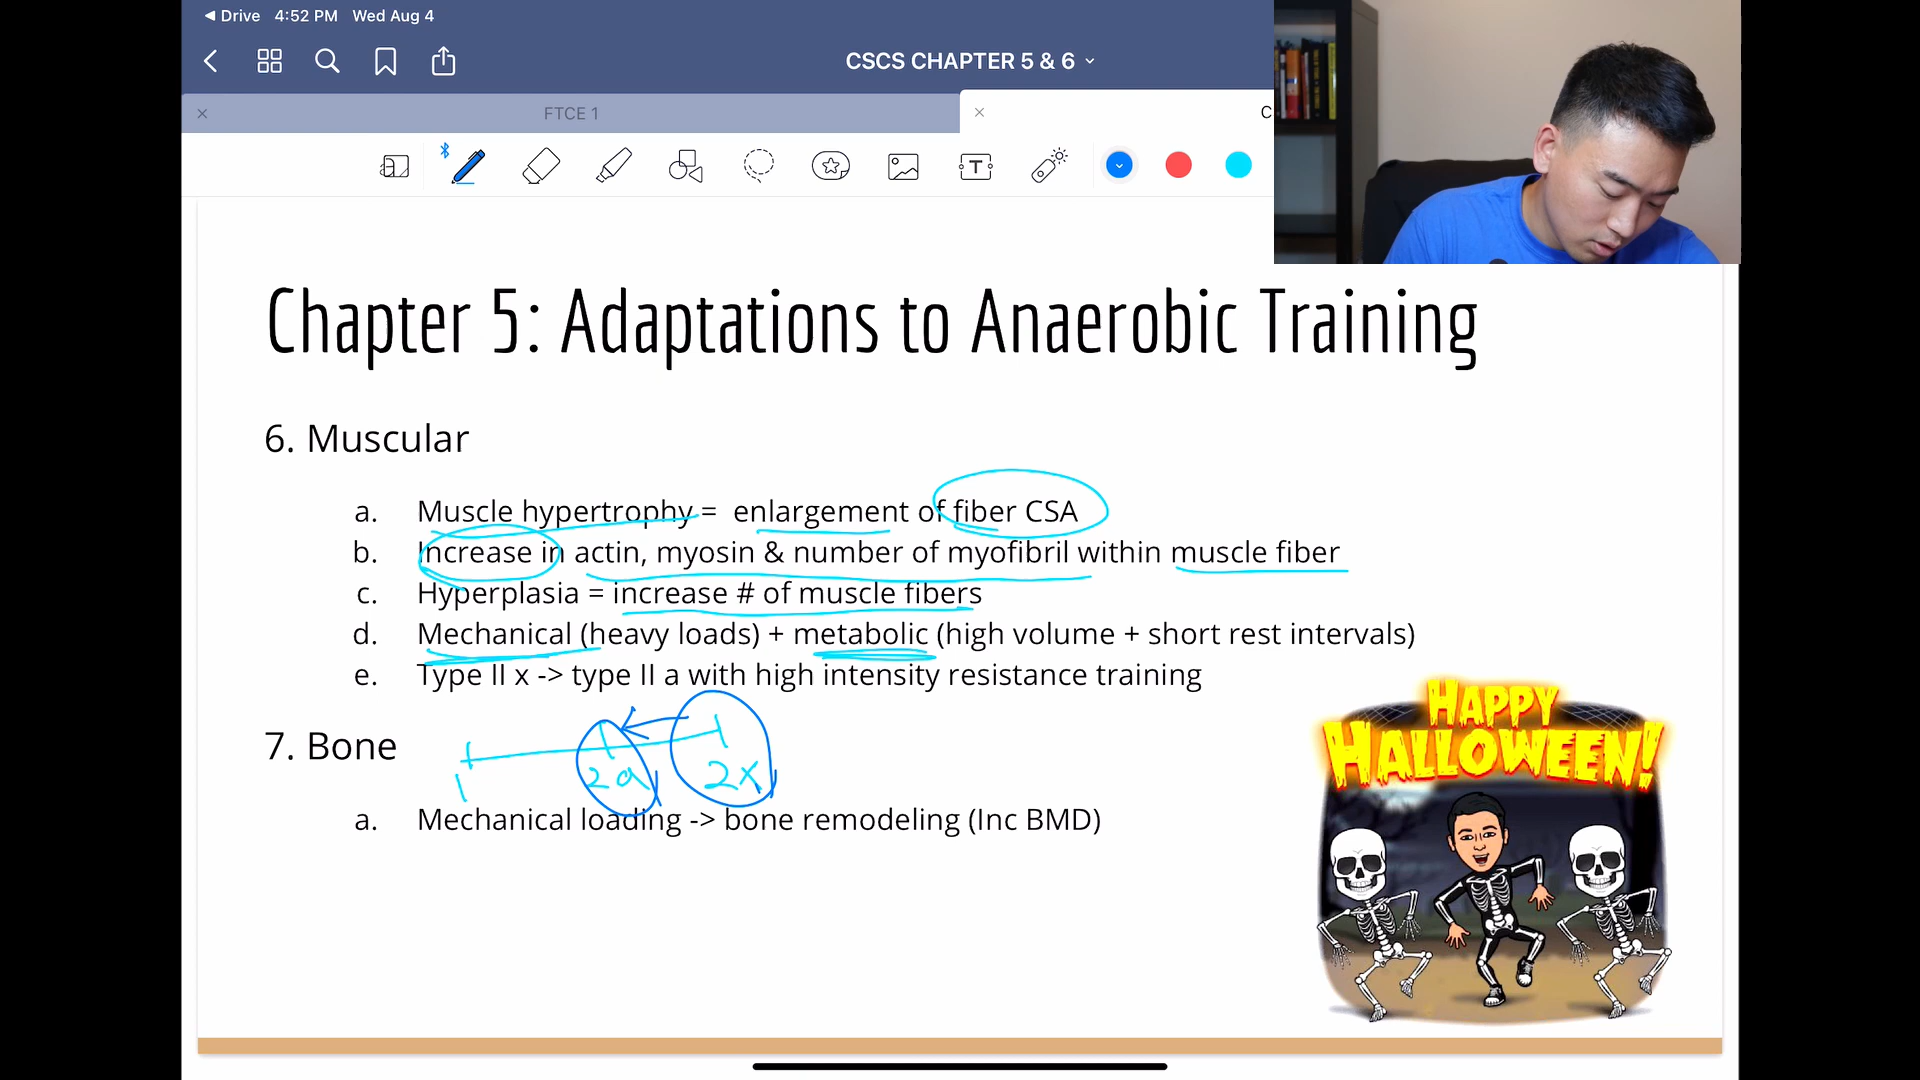 Drive 4:52 PM Wed Aug 4
CSCS CHAPTER 5 & 6
FTCE 1
C
T
Chapter 5: Adaptations to Anaerobic Training
6. Muscular
a. Muscle hypertrophy = enlargement of fiber CSA
b. Increase in actin, myosin & number of myofibril within muscle fiber
c. Hyperplasia = increase # of muscle fibers
d. Mechanical (heavy loads) + metabolic (high volume + short rest intervals)
e. Type II x -> type II a with high intensity resistance training
HAPPY
HALLOWEEN!
7. Bone
1 2a 2x
a. Mechanical loading -> bone remodeling (Inc BMD)